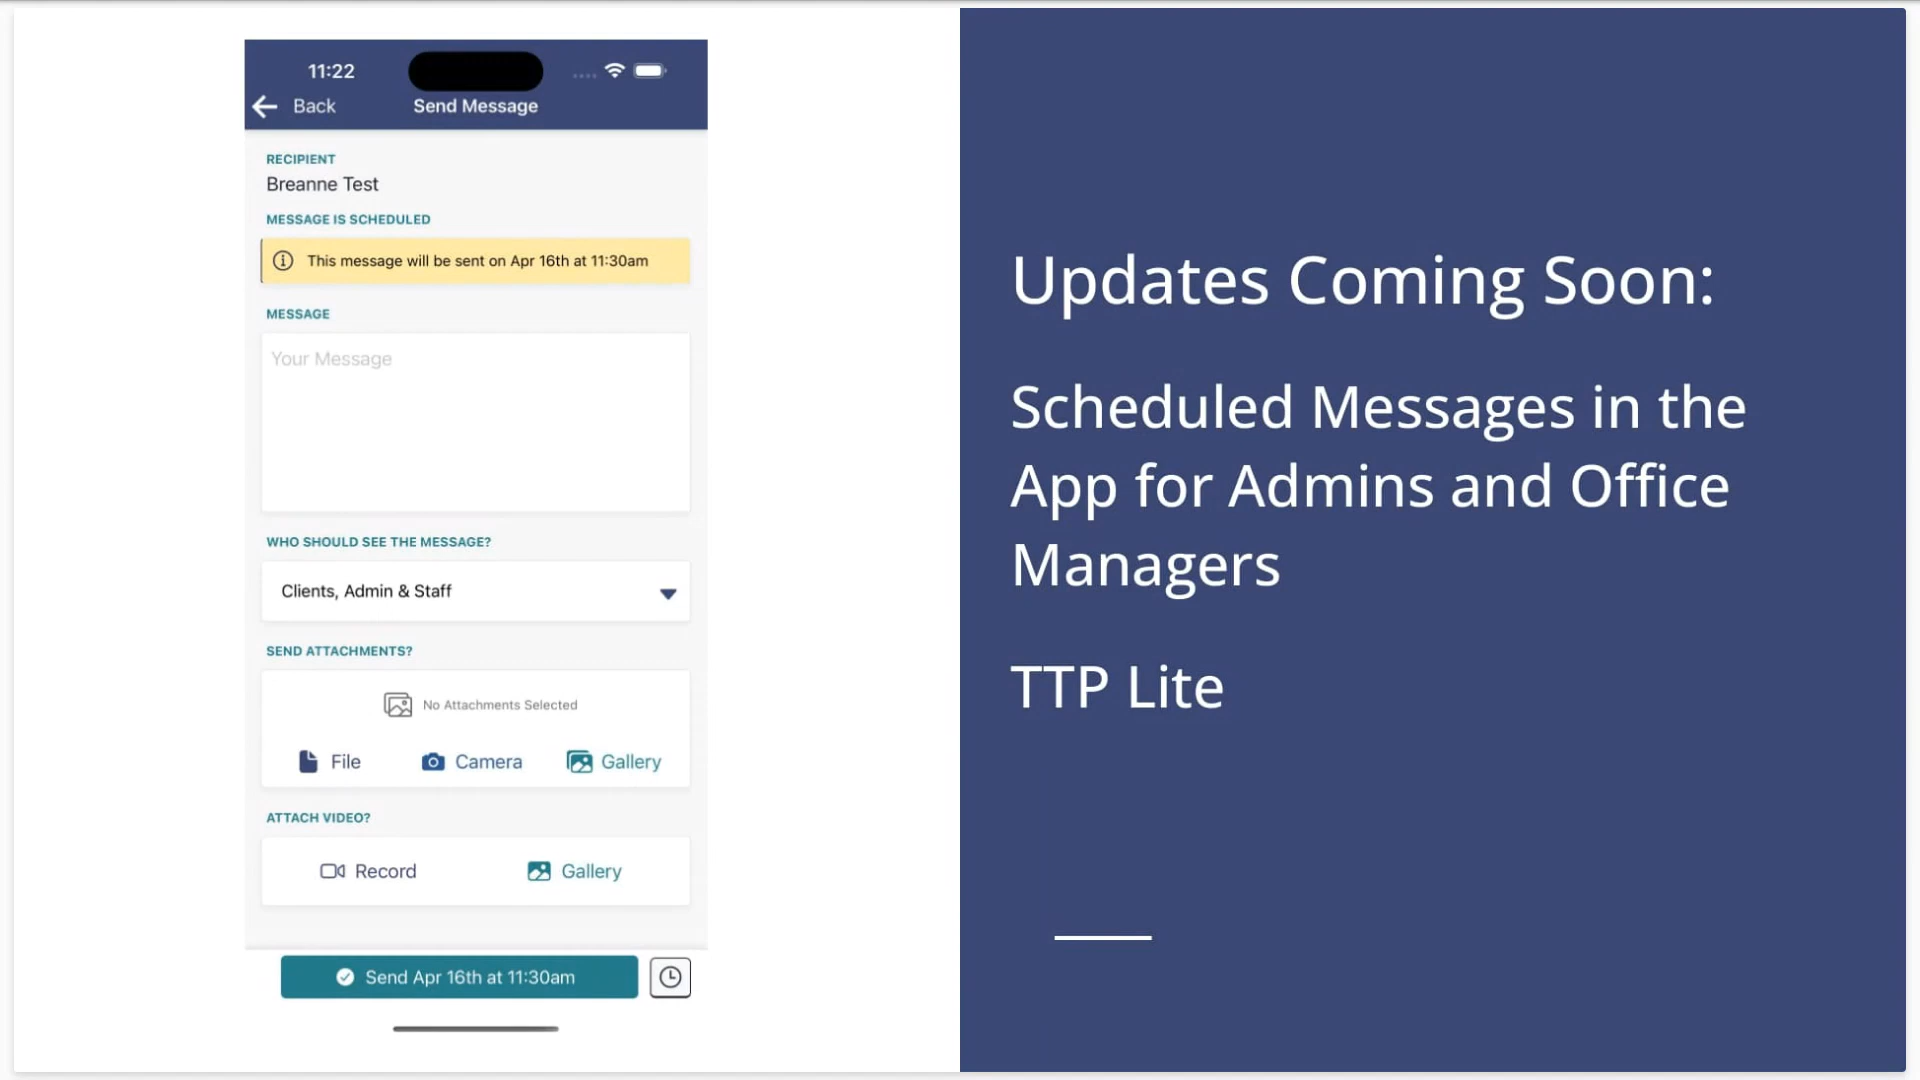 11:22
Back
Send Message
RECIPIENT
Breanne Test
MESSAGE IS SCHEDULED
This message will be sent on Apr 16th at 11:30am
MESSAGE
Your Message
WHO SHOULD SEE THE MESSAGE?
Clients, Admin & Staff
SEND ATTACHMENTS?
No Attachments Selected
File
Camera
Gallery
ATTACH VIDEO?
Record
Gallery
Send Apr 16th at 11:30am
Updates Coming Soon:
Scheduled Messages in the
App for Admins and Office
Managers
TTP Lite